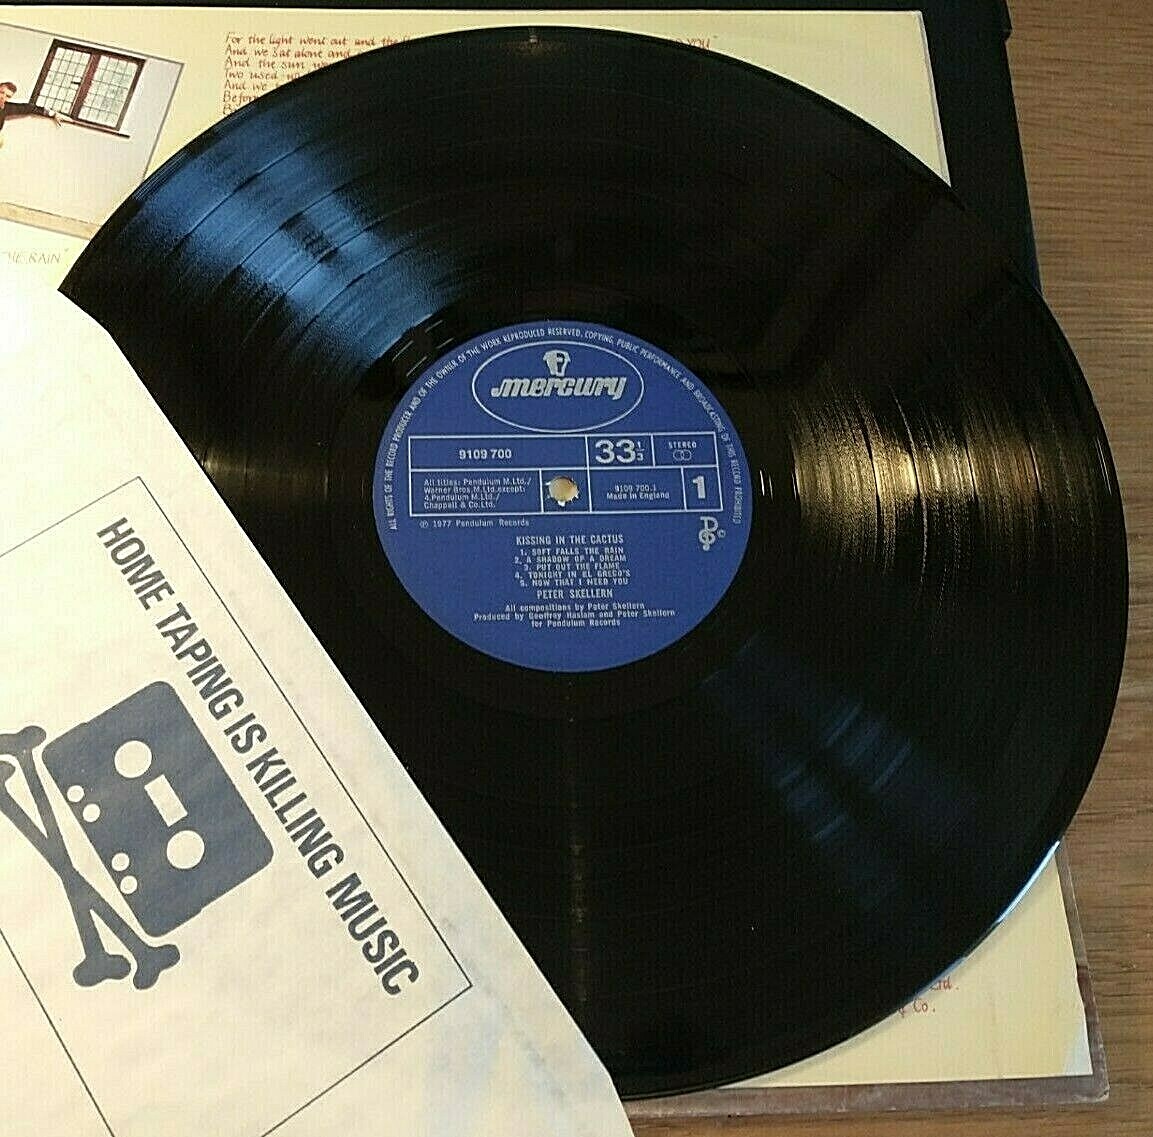 For the light went out and the
And we sat alone and
And the sun
Two used
And we
YOU"
THE RAIN"
ALL RIGHTS OF THE RECORD PRODUCER AND OF THE OWNER OF THE WORK REPRODUCED RESERVED. COPYING, PUBLIC PERFORMANCE AND BROADCASTING OF THIS RECORD PROHIBITED
mercury
9109 700
33 1/3
STEREO
All titles: Pendulum M.Ltd./
Warner Bros M.Ltd.except:
4.Pendulum M.Ltd./
Chappell & Co.Ltd.
9109 700.1
Made in England
1
℗ 1977 Pendulum Records
©
KISSING IN THE CACTUS
1. SOFT FALLS THE RAIN
2. A SHADOW OF A DREAM
3. PUT OUT THE FLAME
4. TONIGHT IN EL GRECO'S
5. NOW THAT I NEED YOU
PETER SKELLERN
All compositions by Peter Skellern
Produced by Geoffrey Haslam and Peter Skellern
for Pendulum Records
HOME TAPING IS KILLING MUSIC
Ltd.
& Co.